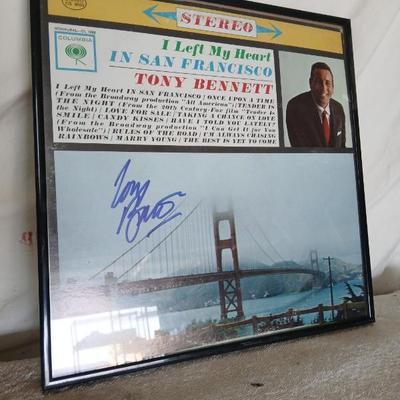 STEREO
COLUMBIA
I Left My Heart
IN SAN FRANCISCO
TONY BENNETT
I Left My Heart IN SAN FRANCISCO | ONCE UPON A TIME
(From the Broadway production "All American") | TENDER IS
THE NIGHT (From the 20th Century-Fox film "Tender Is
the Night) | LOVE FOR SALE | TAKING A CHANCE ON LOVE
SMILE | CANDY KISSES | HAVE I TOLD YOU LATELY?
(From the Broadway production "I Can Get It for You
Wholesale") | RULES OF THE ROAD | I'M ALWAYS CHASING
RAINBOWS | MARRY YOUNG | THE BEST IS YET TO COME
Tony
Bennett